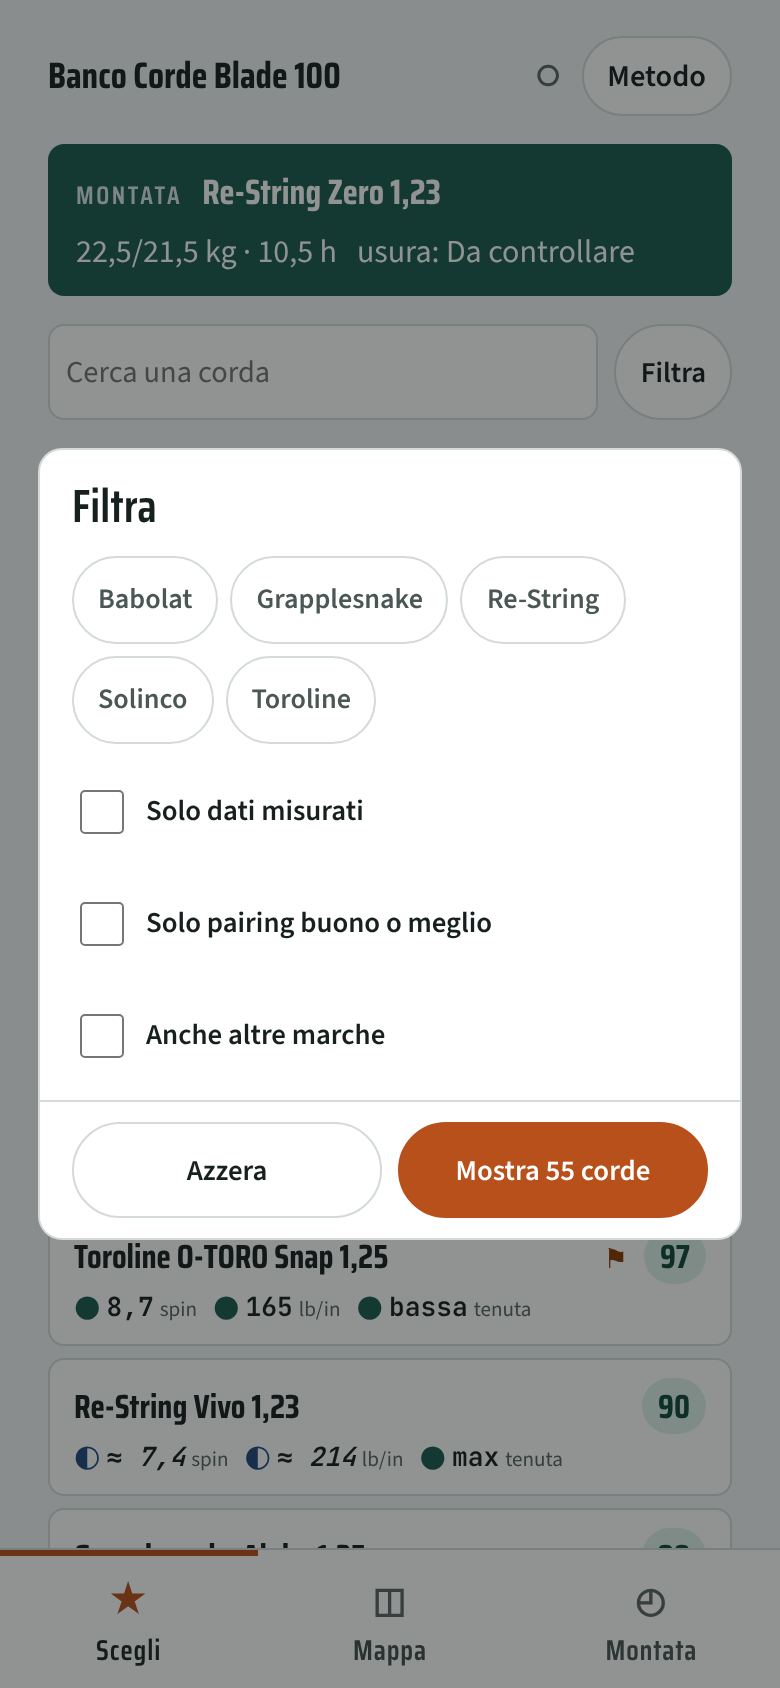 Banco Corde Blade 100
Metodo
MONTATA Re-String Zero 1,23
22,5/21,5 kg · 10,5 h usura: Da controllare
Cerca una corda
Filtra
Filtra
Babolat Grapplesnake Re-String
Solinco Toroline
Solo dati misurati
Solo pairing buono o meglio
Anche altre marche
Azzera Mostra 55 corde
Toroline O-TORO Snap 1,25 97
8,7 spin 165 lb/in bassa tenuta
Re-String Vivo 1,23 90
≈ 7,4 spin ≈ 214 lb/in max tenuta
Scegli Mappa Montata